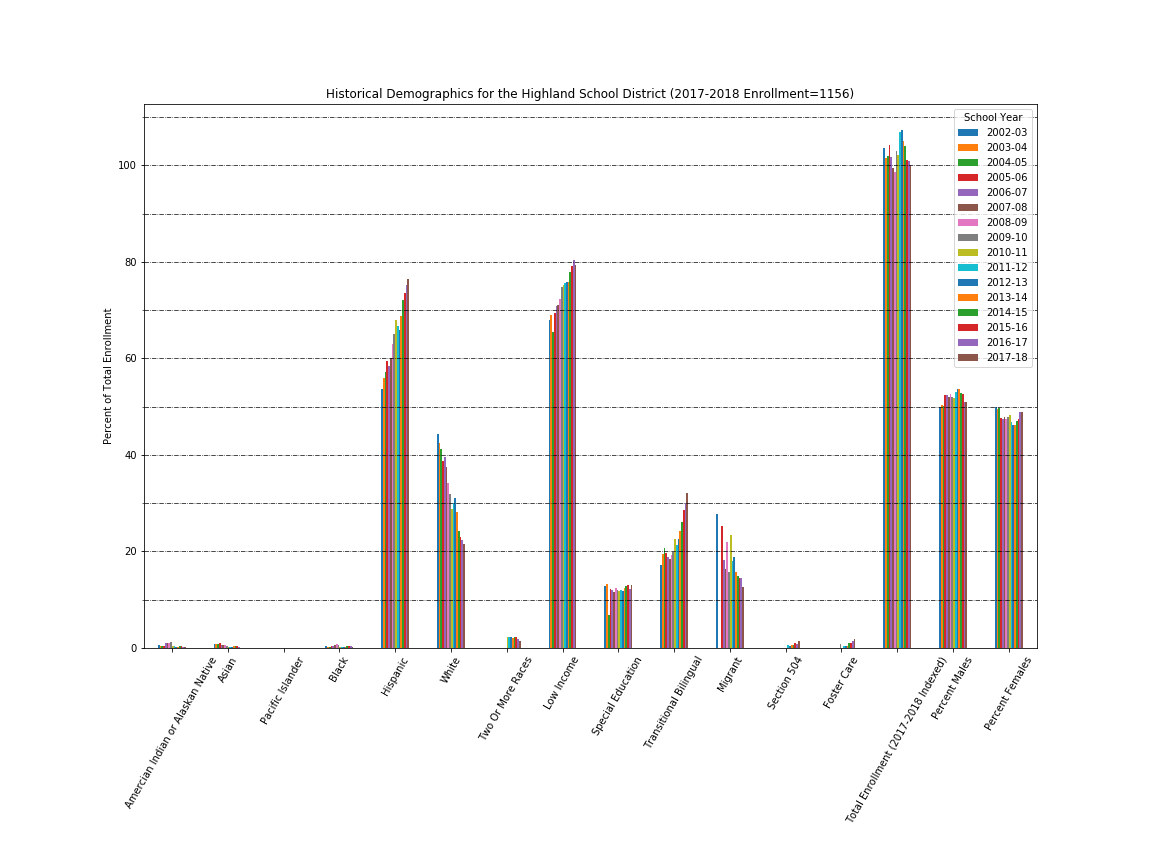 Historical Demographics for the Highland School District (2017-2018 Enrollment=1156)
School Year
2002-03
2003-04
2004-05
2005-06
2006-07
2007-08
2008-09
2009-10
2010-11
2011-12
2012-13
2013-14
2014-15
2015-16
2016-17
2017-18
Percent of Total Enrollment
100
80
60
40
20
0
Amercian Indian or Alaskan Native
Asian
Pacific Islander
Black
Hispanic
White
Two Or More Races
Low Income
Special Education
Transitional Bilingual
Migrant
Section 504
Foster Care
Total Enrollment (2017-2018 Indexed)
Percent Males
Percent Females